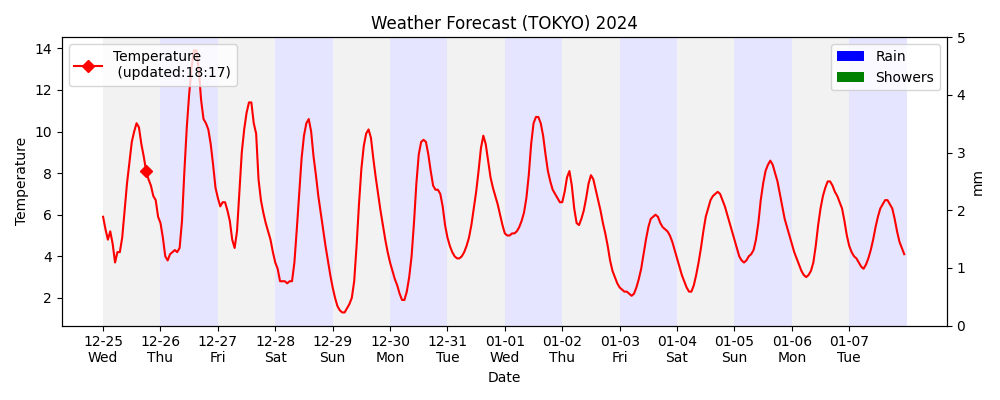 Weather Forecast (TOKYO) 2024
Temperature
(updated:18:17)
Rain
Showers
Temperature
14
12
10
8
6
4
2
5
4
3
2
1
0
mm
12-25 12-26 12-27 12-28 12-29 12-30 12-31 01-01 01-02 01-03 01-04 01-05 01-06 01-07
Wed Thu Fri Sat Sun Mon Tue Wed Thu Fri Sat Sun Mon Tue
Date